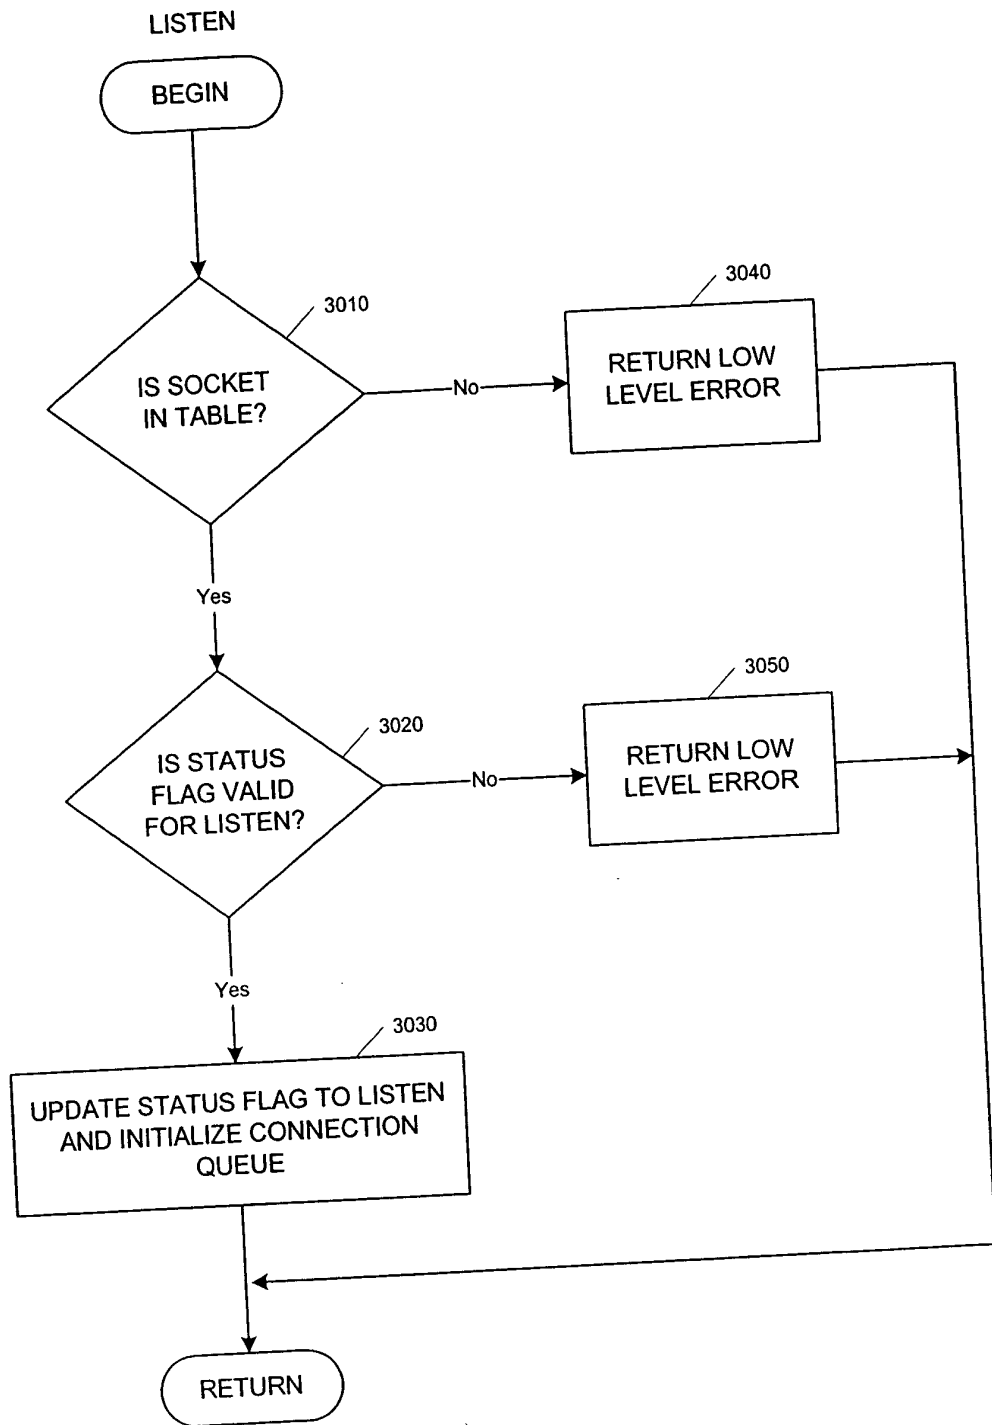 LISTEN
BEGIN
3010
IS SOCKET
IN TABLE?
No
3040
RETURN LOW
LEVEL ERROR
Yes
3020
IS STATUS
FLAG VALID
FOR LISTEN?
No
3050
RETURN LOW
LEVEL ERROR
Yes
3030
UPDATE STATUS FLAG TO LISTEN
AND INITIALIZE CONNECTION
QUEUE
RETURN